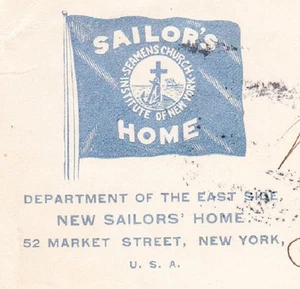 SAILOR'S
SEAMENS CHURCH
INSTITUTE OF NEW YORK
HOME
DEPARTMENT OF THE EAST SIDE,
NEW SAILORS' HOME.
52 MARKET STREET, NEW YORK,
U. S. A.